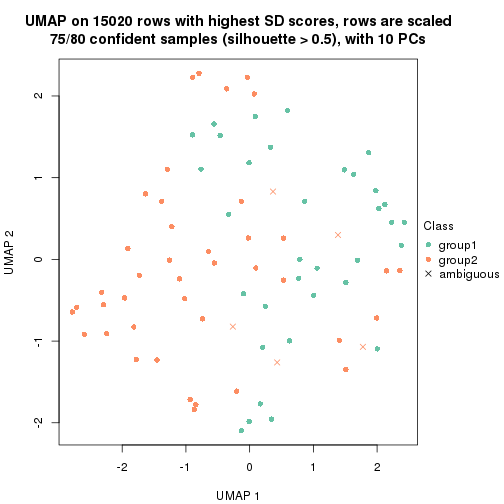 UMAP on 15020 rows with highest SD scores, rows are scaled
75/80 confident samples (silhouette > 0.5), with 10 PCs
2
1
0
-1
-2
UMAP 2
-2
-1
0
1
2
UMAP 1
Class
group1
group2
ambiguous